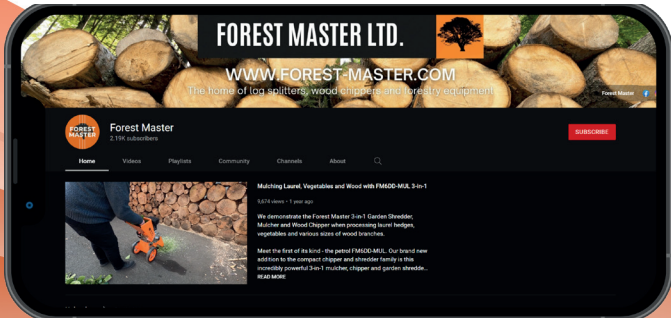 FOREST MASTER LTD.
WWW.FOREST-MASTER.COM
The home of log splitters, wood chippers and forestry equipment
Forest Master
FOREST
MASTER
Forest Master
2.19K subscribers
SUBSCRIBE
Home Videos Playlists Community Channels About
Mulching Laurel, Vegetables and Wood with FM6DD-MUL 3-in-1
9,674 views • 1 year ago
We demonstrate the Forest Master 3-in-1 Garden Shredder,
Mulcher and Wood Chipper when processing laurel hedges,
vegetables and various sizes of wood branches.
Meet the first of its kind - the petrol FM6DD-MUL. Our brand new
addition to the compact chipper and shredder family is this
incredibly powerful 3-in-1 mulcher, chipper and garden shredde...
READ MORE